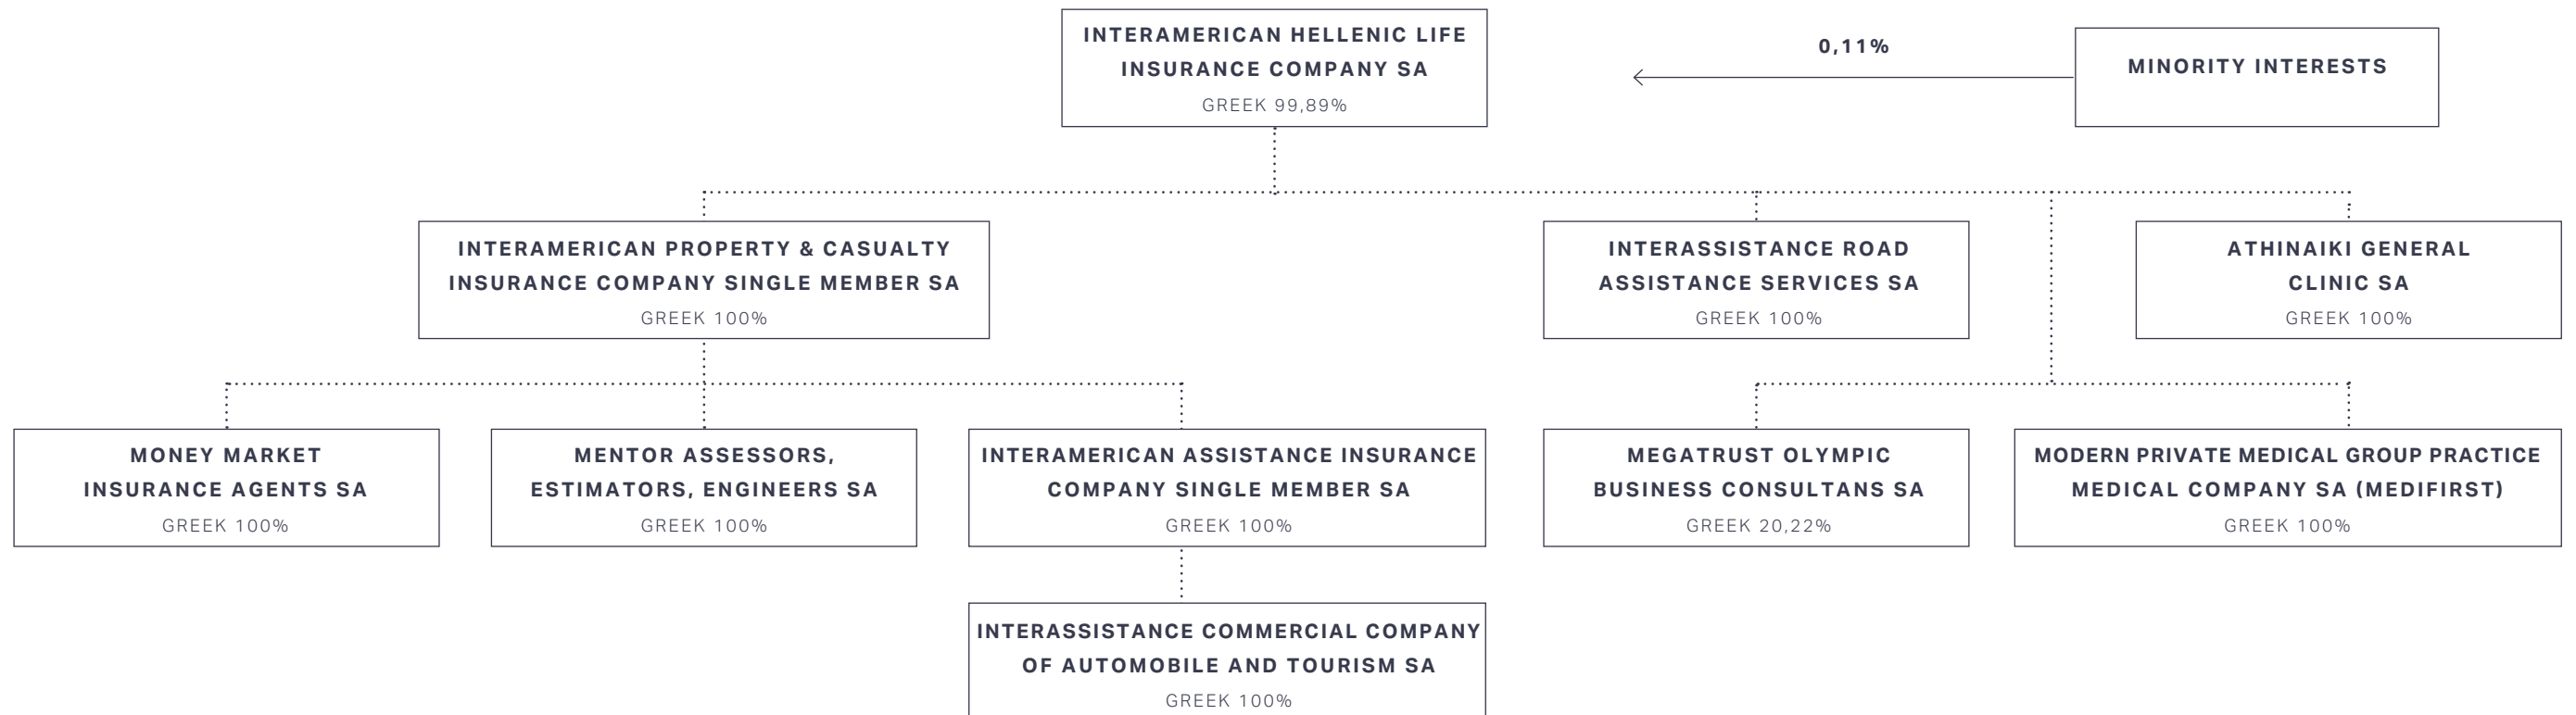 INTERAMERICAN HELLENIC LIFE
INSURANCE COMPANY SA
GREEK 99,89%
0,11%
MINORITY INTERESTS
INTERAMERICAN PROPERTY & CASUALTY
INSURANCE COMPANY SINGLE MEMBER SA
GREEK 100%
INTERASSISTANCE ROAD
ASSISTANCE SERVICES SA
GREEK 100%
ATHINAIKI GENERAL
CLINIC SA
GREEK 100%
MONEY MARKET
INSURANCE AGENTS SA
GREEK 100%
MENTOR ASSESSORS,
ESTIMATORS, ENGINEERS SA
GREEK 100%
INTERAMERICAN ASSISTANCE INSURANCE
COMPANY SINGLE MEMBER SA
GREEK 100%
MEGATRUST OLYMPIC
BUSINESS CONSULTANS SA
GREEK 20,22%
MODERN PRIVATE MEDICAL GROUP PRACTICE
MEDICAL COMPANY SA (MEDIFIRST)
GREEK 100%
INTERASSISTANCE COMMERCIAL COMPANY
OF AUTOMOBILE AND TOURISM SA
GREEK 100%